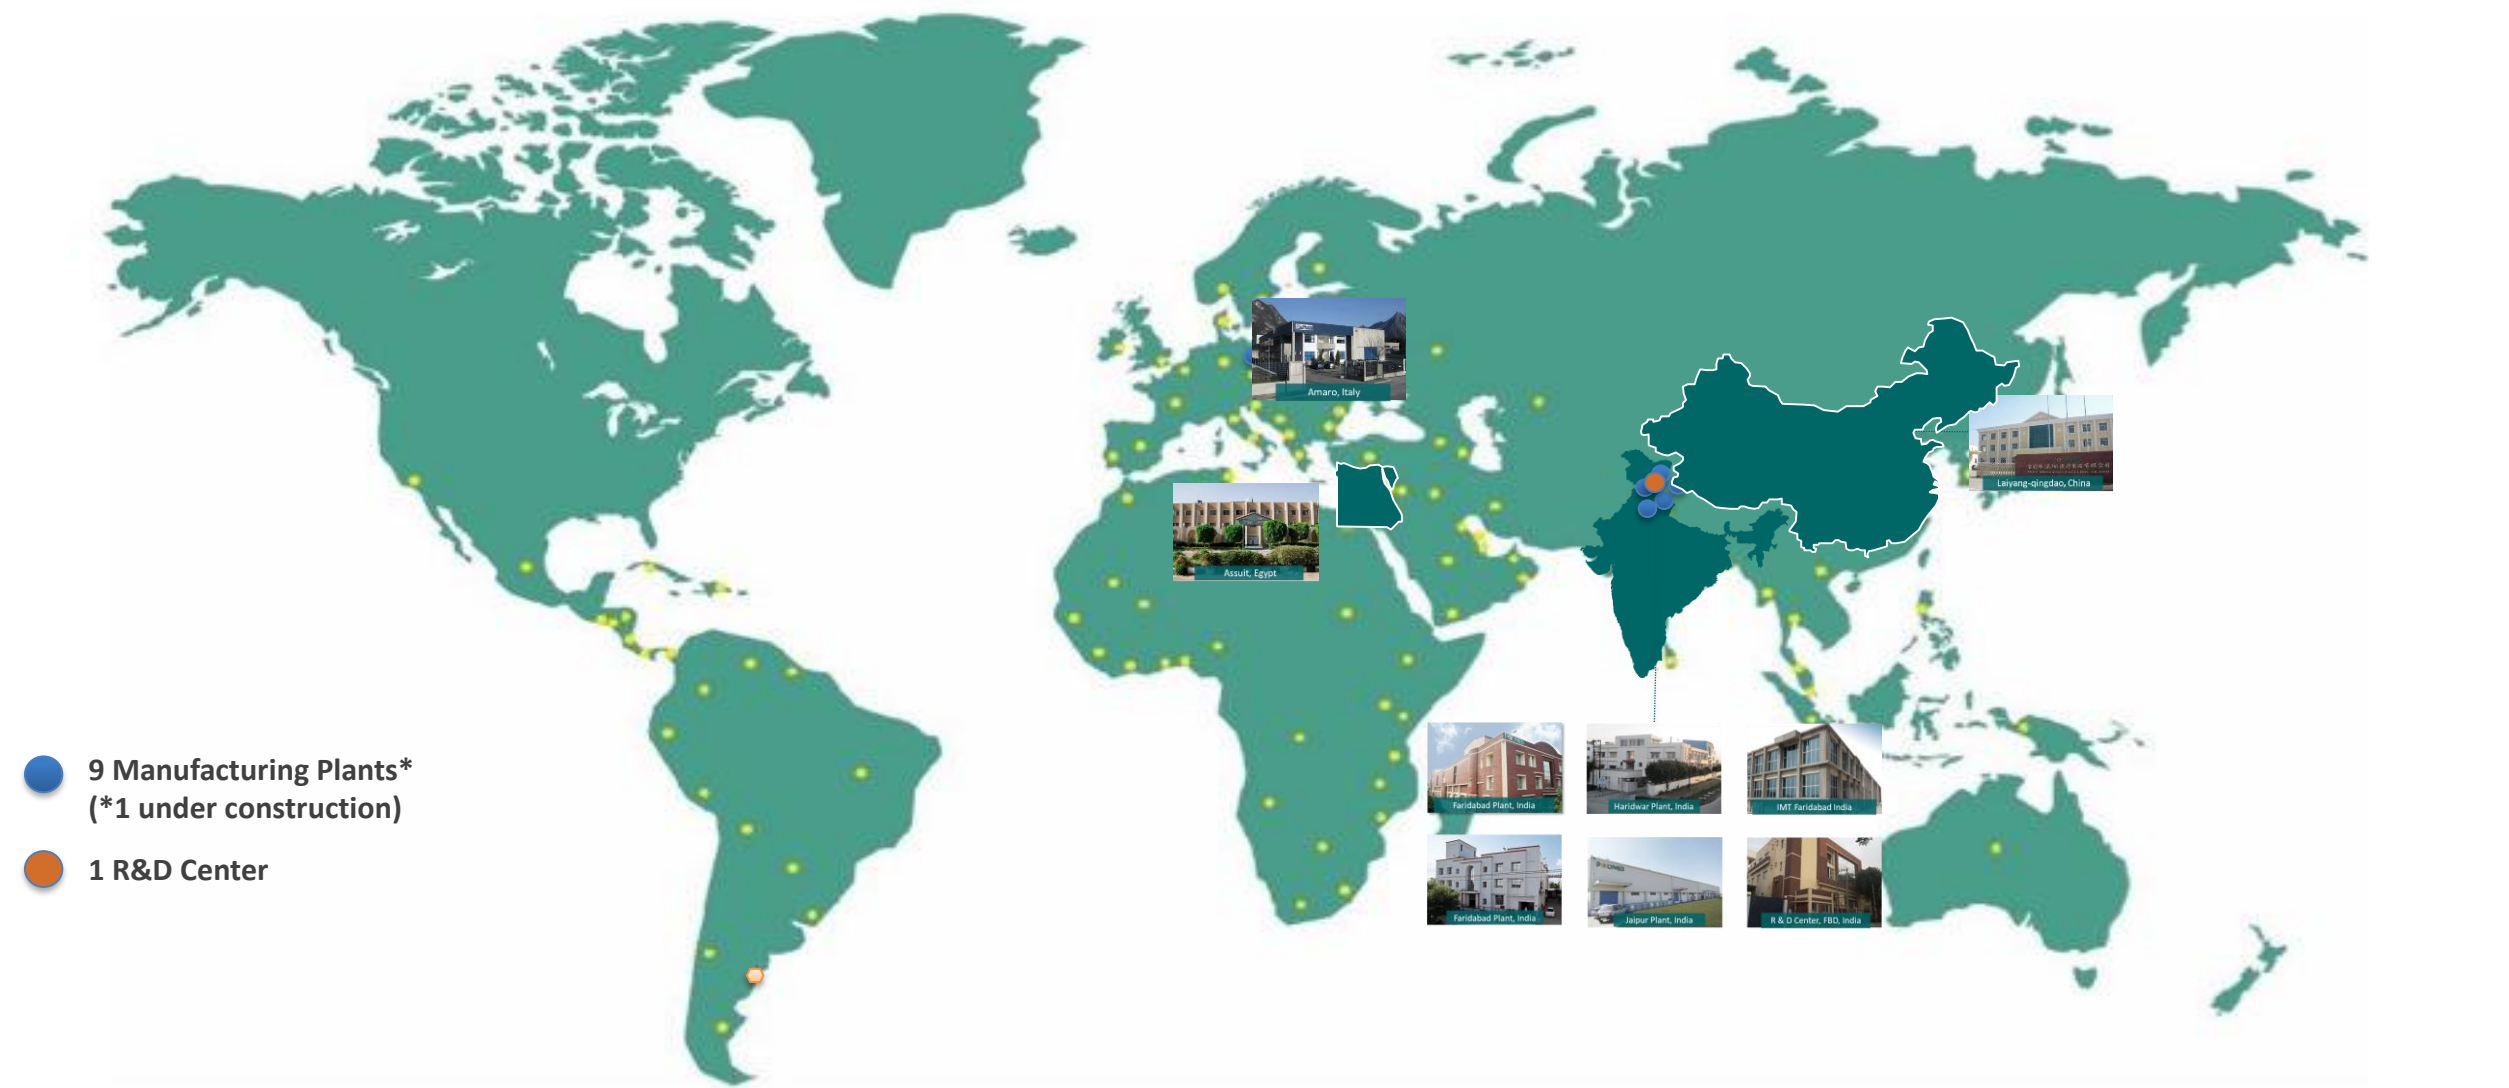 Amaro, Italy
Laiyang-qingdao, China
Assuit, Egypt
9 Manufacturing Plants*
(*1 under construction)
1 R&D Center
Faridabad Plant, India
Haridwar Plant, India
IMT Faridabad India
Faridabad Plant, India
Jaipur Plant, India
R & D Center, FBD, India